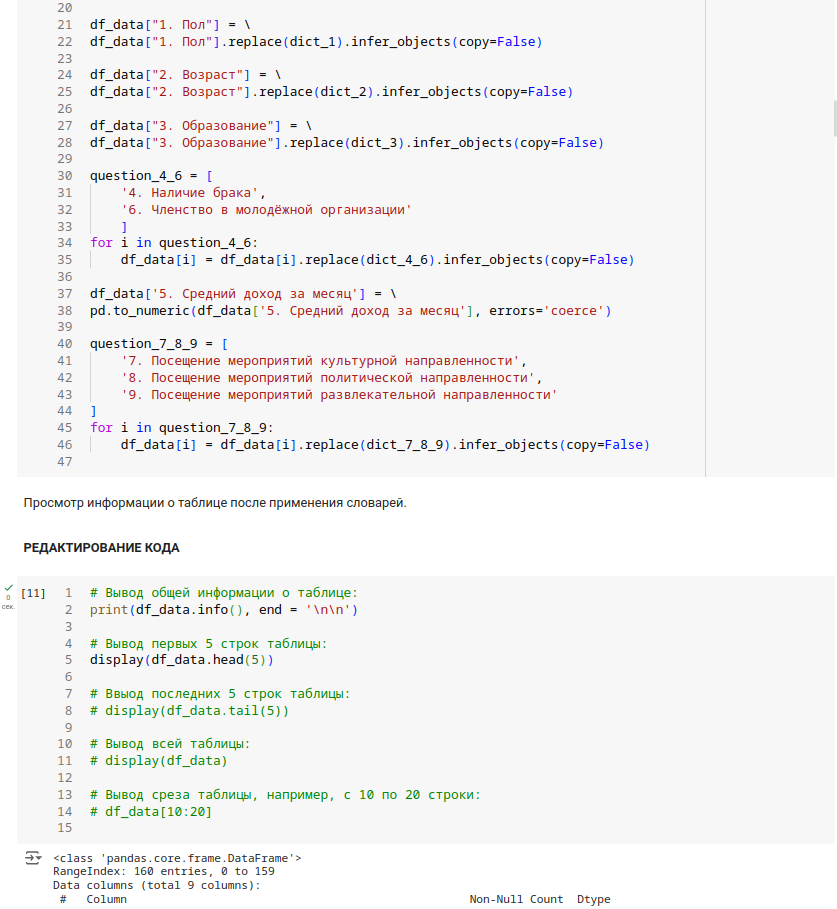 20
21 df_data["1. Пол"] = \
22 df_data["1. Пол"].replace(dict_1).infer_objects(copy=False)
23
24 df_data["2. Возраст"] = \
25 df_data["2. Возраст"].replace(dict_2).infer_objects(copy=False)
26
27 df_data["3. Образование"] = \
28 df_data["3. Образование"].replace(dict_3).infer_objects(copy=False)
29
30 question_4_6 = [
31     '4. Наличие брака',
32     '6. Членство в молодёжной организации'
33     ]
34 for i in question_4_6:
35     df_data[i] = df_data[i].replace(dict_4_6).infer_objects(copy=False)
36
37 df_data['5. Средний доход за месяц'] = \
38 pd.to_numeric(df_data['5. Средний доход за месяц'], errors='coerce')
39
40 question_7_8_9 = [
41     '7. Посещение мероприятий культурной направленности',
42     '8. Посещение мероприятий политической направленности',
43     '9. Посещение мероприятий развлекательной направленности'
44 ]
45 for i in question_7_8_9:
46     df_data[i] = df_data[i].replace(dict_7_8_9).infer_objects(copy=False)
47
Просмотр информации о таблице после применения словарей.
РЕДАКТИРОВАНИЕ КОДА
0 сек.
[11] 1 # Вывод общей информации о таблице:
2 print(df_data.info(), end = '\n\n')
3
4 # Вывод первых 5 строк таблицы:
5 display(df_data.head(5))
6
7 # Ввыод последних 5 строк таблицы:
8 # display(df_data.tail(5))
9
10 # Вывод всей таблицы:
11 # display(df_data)
12
13 # Вывод среза таблицы, например, с 10 по 20 строки:
14 # df_data[10:20]
15
<class 'pandas.core.frame.DataFrame'>
RangeIndex: 160 entries, 0 to 159
Data columns (total 9 columns):
#   Column   Non-Null Count  Dtype